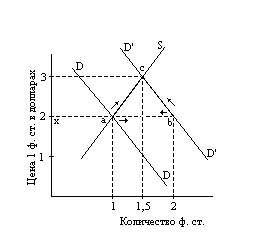 D' S
D c
3
x 2 a b
1
D'
D
1 1,5 2
Количество ф. ст.
Цена 1 ф. ст. в долларах